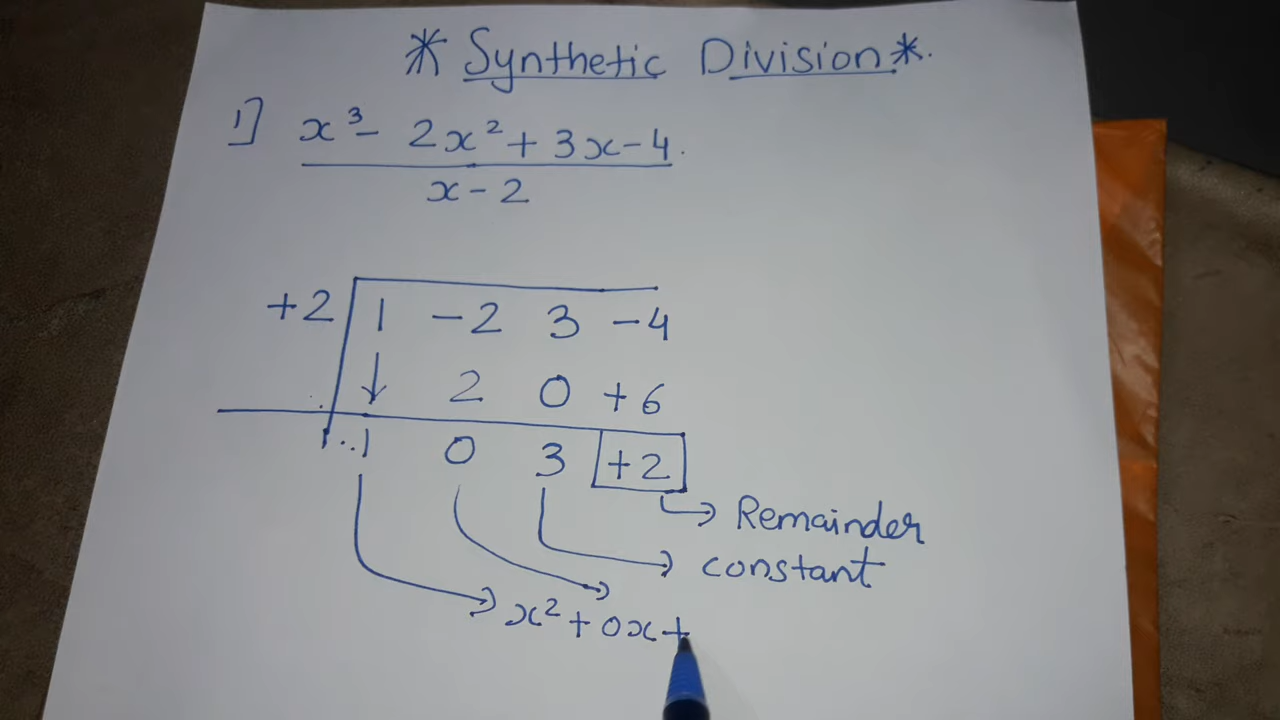 * Synthetic Division *.
1] x³ - 2x² + 3x - 4.
x - 2
+2 1 -2 3 -4
↓ 2 0 +6
1 0 3 +2
→ Remainder
→ constant
→ x² + 0x +